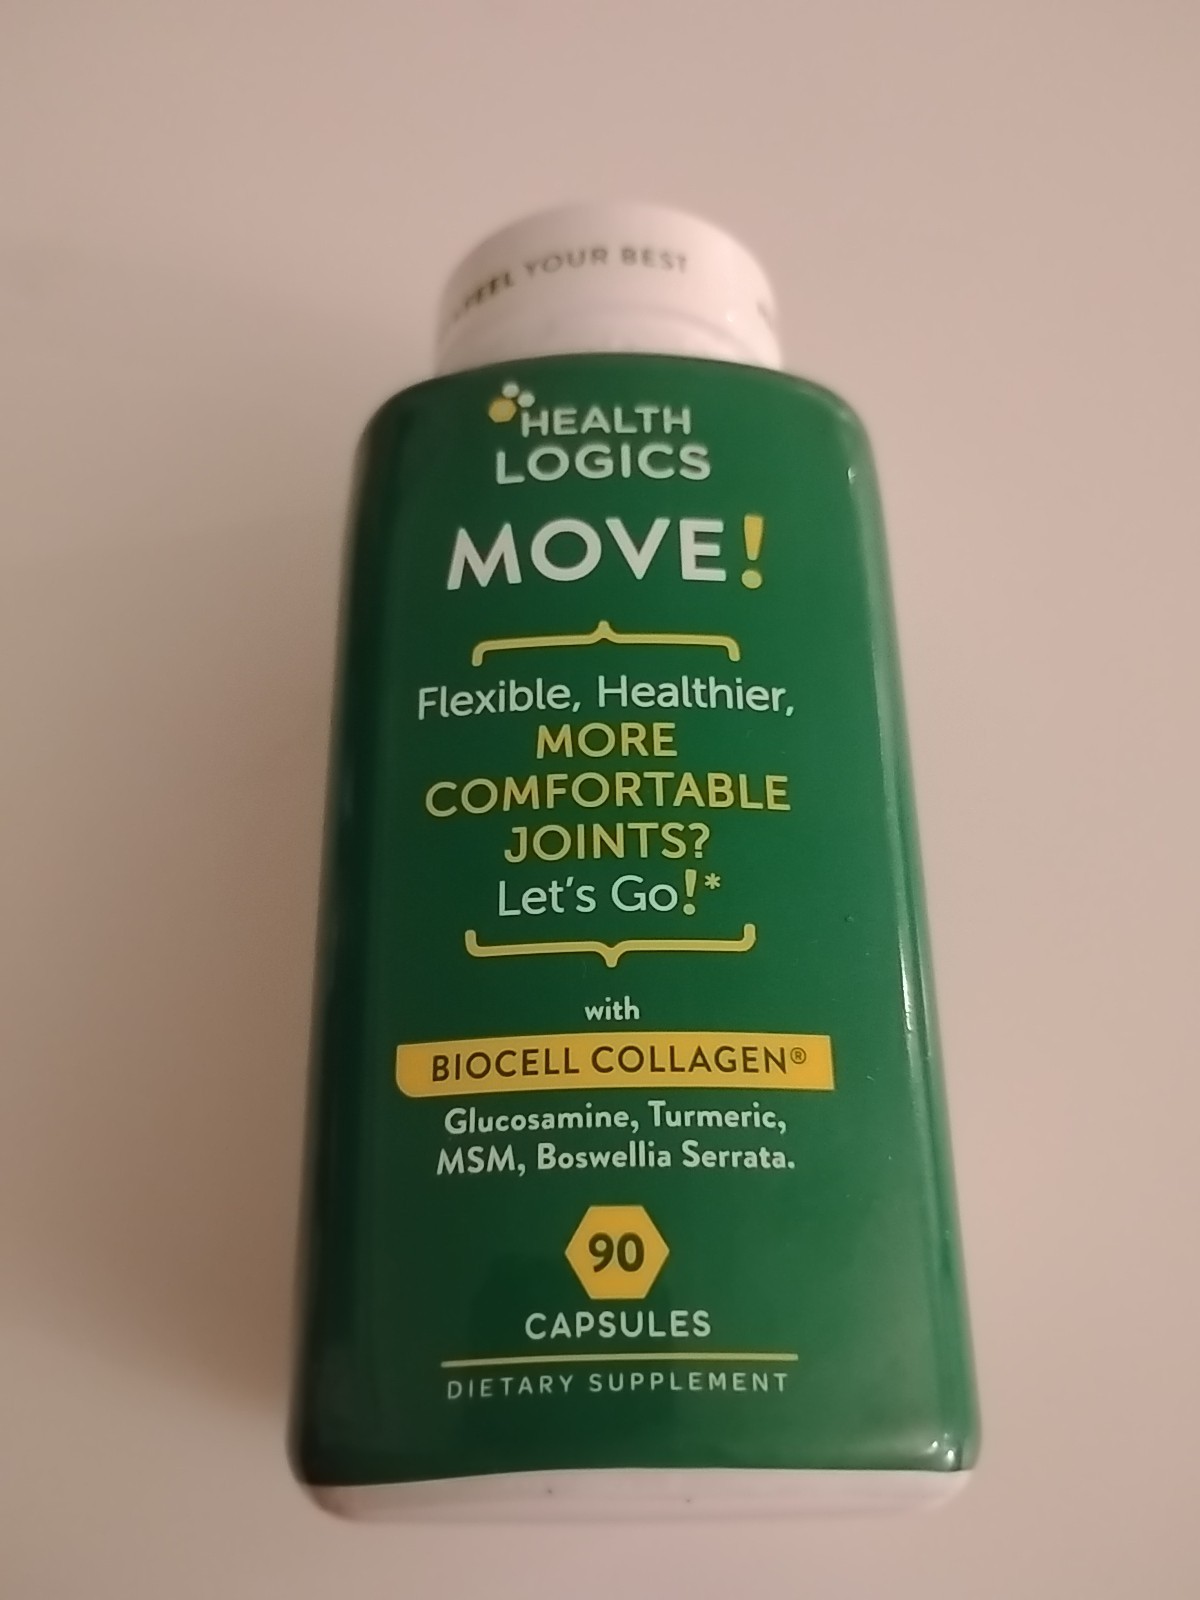 FEEL YOUR BEST
HEALTH
LOGICS
MOVE!
Flexible, Healthier,
MORE
COMFORTABLE
JOINTS?
Let's Go!*
with
BIOCELL COLLAGEN®
Glucosamine, Turmeric,
MSM, Boswellia Serrata.
90
CAPSULES
DIETARY SUPPLEMENT